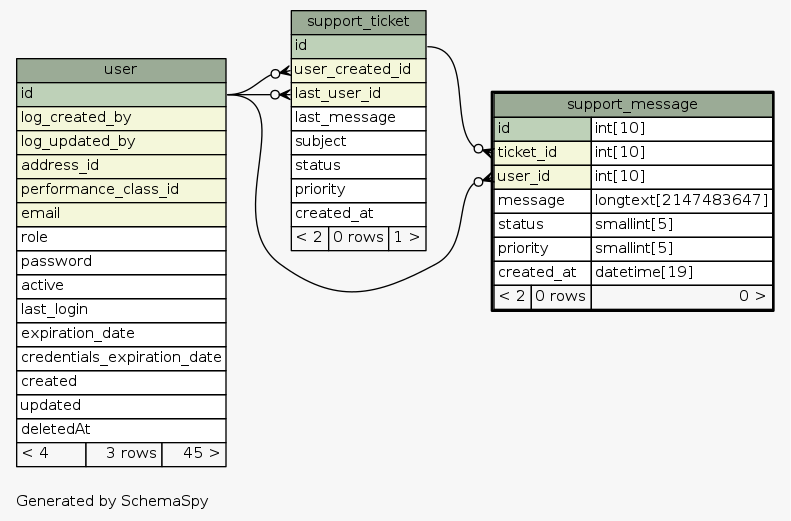 user
id
log_created_by
log_updated_by
address_id
performance_class_id
email
role
password
active
last_login
expiration_date
credentials_expiration_date
created
updated
deletedAt
< 4 3 rows 45 >
support_ticket
id
user_created_id
last_user_id
last_message
subject
status
priority
created_at
< 2 0 rows 1 >
support_message
id int[10]
ticket_id int[10]
user_id int[10]
message longtext[2147483647]
status smallint[5]
priority smallint[5]
created_at datetime[19]
< 2 0 rows 0 >
Generated by SchemaSpy